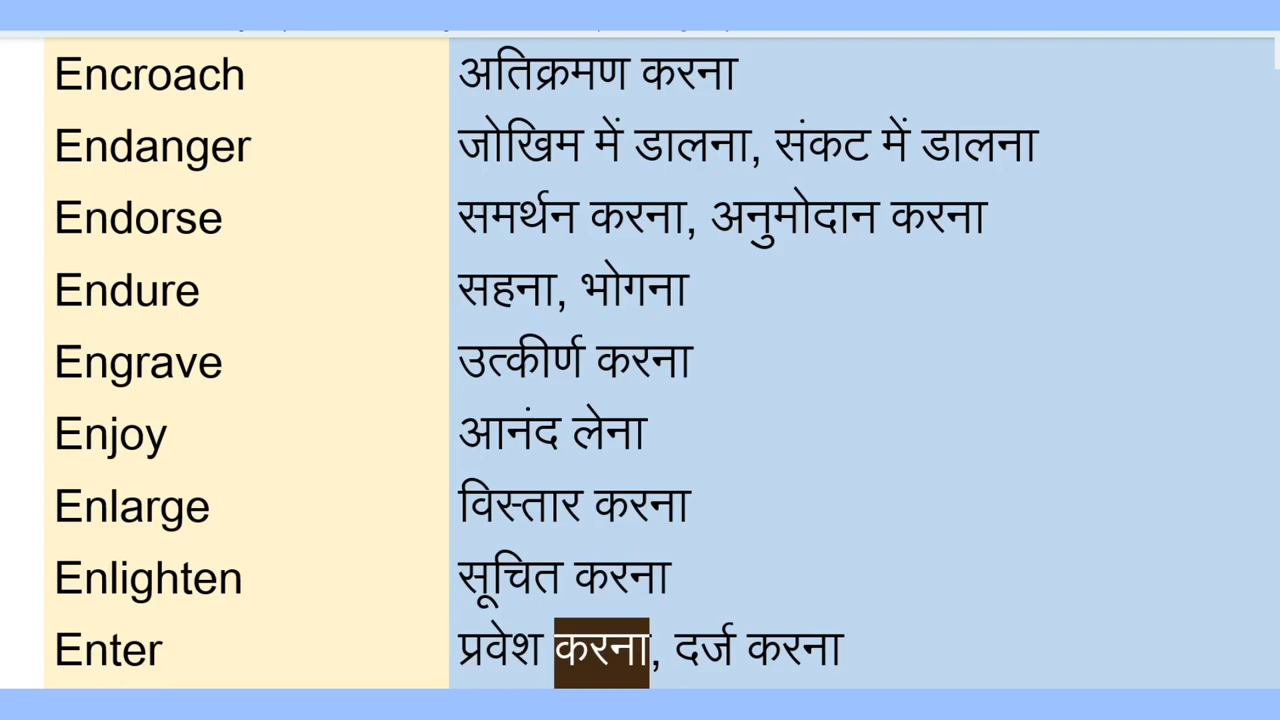 Encroach अतिक्रमण करना
Endanger जोखिम में डालना, संकट में डालना
Endorse समर्थन करना, अनुमोदान करना
Endure सहना, भोगना
Engrave उत्कीर्ण करना
Enjoy आनंद लेना
Enlarge विस्तार करना
Enlighten सूचित करना
Enter प्रवेश करना, दर्ज करना